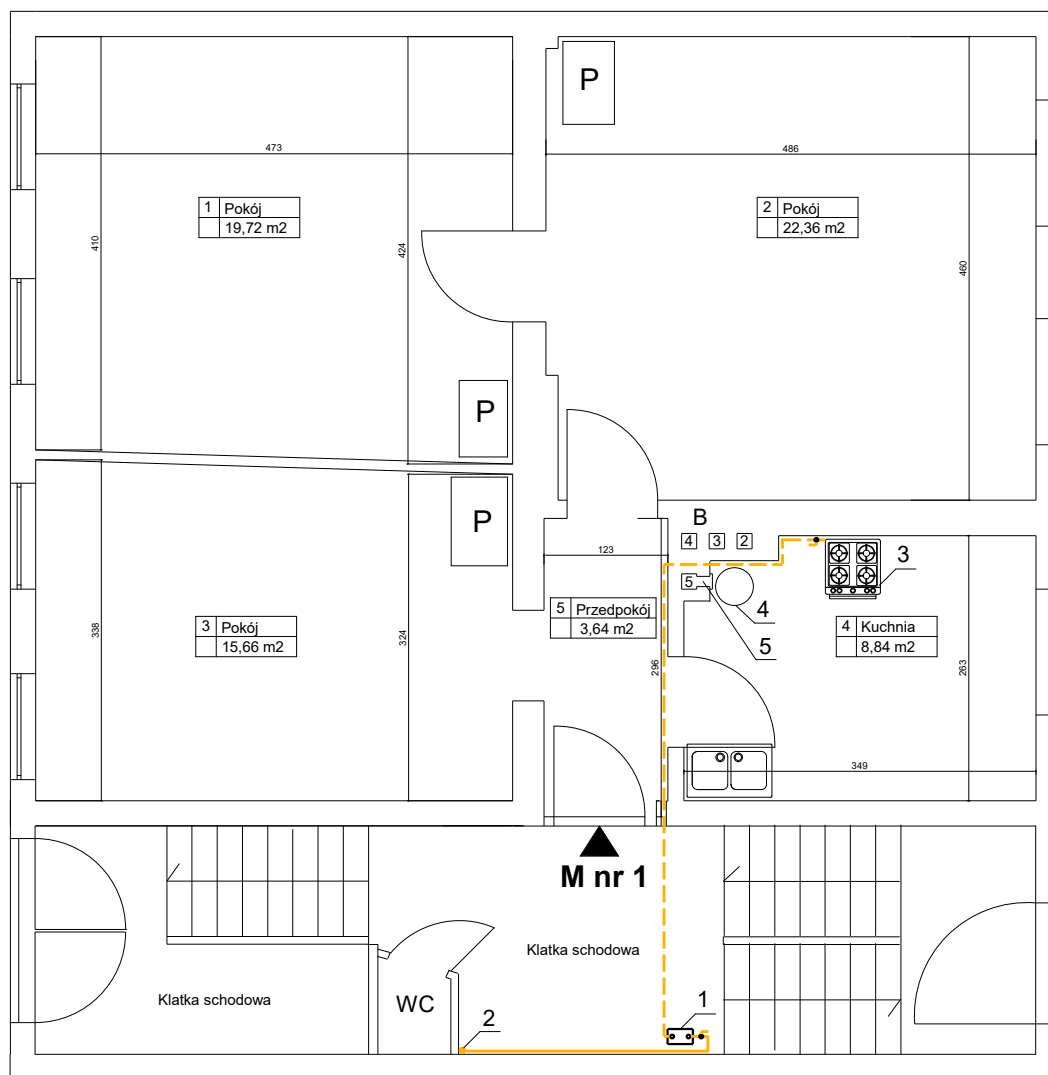 P
473
486
1 Pokój
19,72 m2
2 Pokój
22,36 m2
410
424
460
P
P
B
4 3 2
3
123
5
4
5 Przedpokój
3,64 m2
3 Pokój
15,66 m2
4 Kuchnia
8,84 m2
5
338
324
296
263
349
M nr 1
Klatka schodowa
Klatka schodowa
WC
1
2